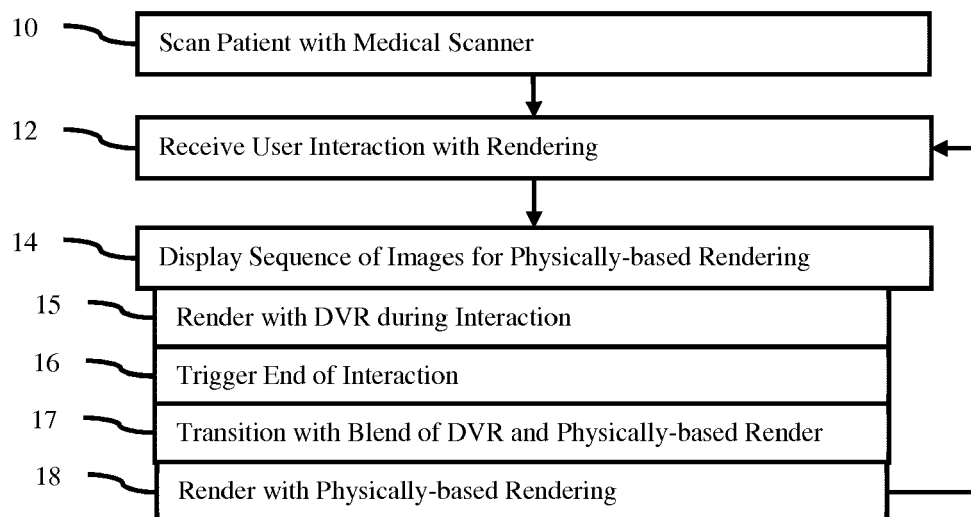 10
Scan Patient with Medical Scanner
12
Receive User Interaction with Rendering
14
Display Sequence of Images for Physically-based Rendering
15
Render with DVR during Interaction
16
Trigger End of Interaction
17
Transition with Blend of DVR and Physically-based Render
18
Render with Physically-based Rendering